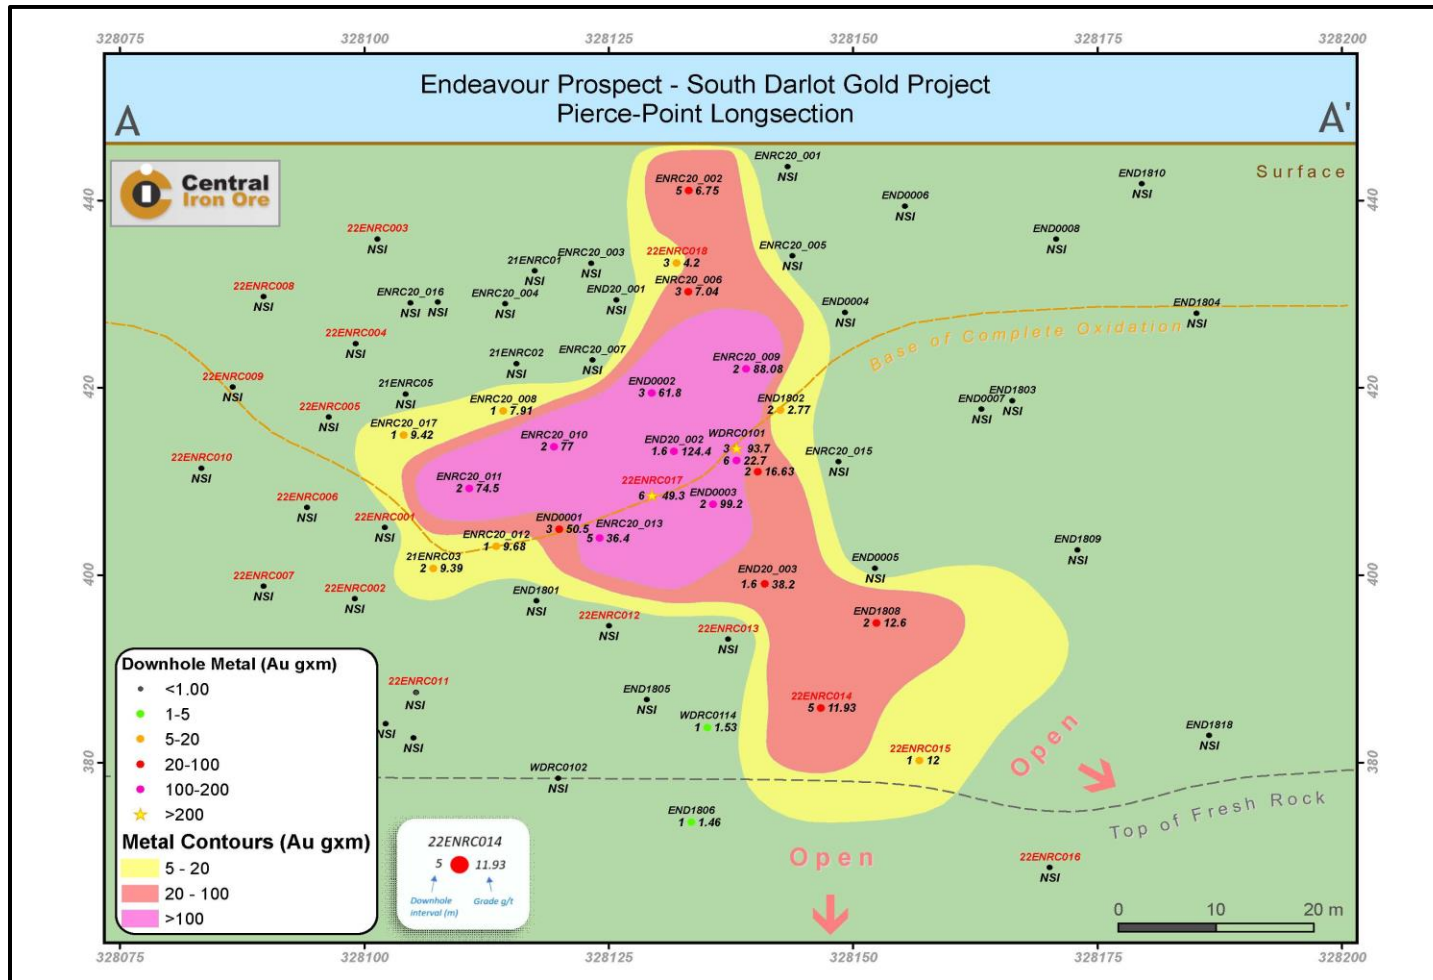 328075 328100 328125 328150 328175 328200
Endeavour Prospect - South Darlot Gold Project
Pierce-Point Longsection
A A'
Central
Iron Ore
Surface
ENRC20_001
NSI
ENRC20_002
5 6.75
END1810
NSI
440 440
END0006
NSI
22ENRC003
NSI
END0008
NSI
22ENRC018
3 4.2
ENRC20_005
NSI
ENRC20_003
NSI
21ENRC01
NSI
ENRC20_006
3 7.04
22ENRC008
NSI
ENRC20_016
NSI NSI
ENRC20_004
NSI
END20_001
NSI
END0004
NSI
END1804
NSI
Base of Complete Oxidation
22ENRC004
NSI
21ENRC02
NSI
ENRC20_007
NSI
ENRC20_009
2 88.08
22ENRC009
NSI
21ENRC05
NSI
END0002
3 61.8
420 420
ENRC20_008
1 7.91
END1802
2 2.77
END0007
NSI
END1803
NSI
22ENRC005
NSI
ENRC20_017
1 9.42
ENRC20_010
2 77
END20_002
1.6 124.4
WDRC0101
3 93.7
6 22.7
2 16.63
ENRC20_015
NSI
22ENRC010
NSI
ENRC20_011
2 74.5
22ENRC017
6 49.3
END0003
2 99.2
22ENRC006
NSI
22ENRC001
NSI
END0001
3 50.5
ENRC20_013
5 36.4
ENRC20_012
1 9.68
21ENRC03
2 9.39
END1809
NSI
END0005
NSI
400 400
22ENRC007
NSI
22ENRC002
NSI
END1801
NSI
END20_003
1.6 38.2
22ENRC012
NSI
22ENRC013
NSI
END1808
2 12.6
22ENRC011
NSI
NSI
NSI
END1805
NSI
WDRC0114
1 1.53
22ENRC014
5 11.93
22ENRC015
1 12
END1818
NSI
380 380
Open
WDRC0102
NSI
Top of Fresh Rock
END1806
1 1.46
Open
22ENRC016
NSI
Downhole Metal (Au gxm)
<1.00
1-5
5-20
20-100
100-200
>200
Metal Contours (Au gxm)
5 - 20
20 - 100
>100
22ENRC014
5 11.93
Downhole
interval (m)
Grade g/t
0 10 20 m
328075 328100 328125 328150 328175 328200